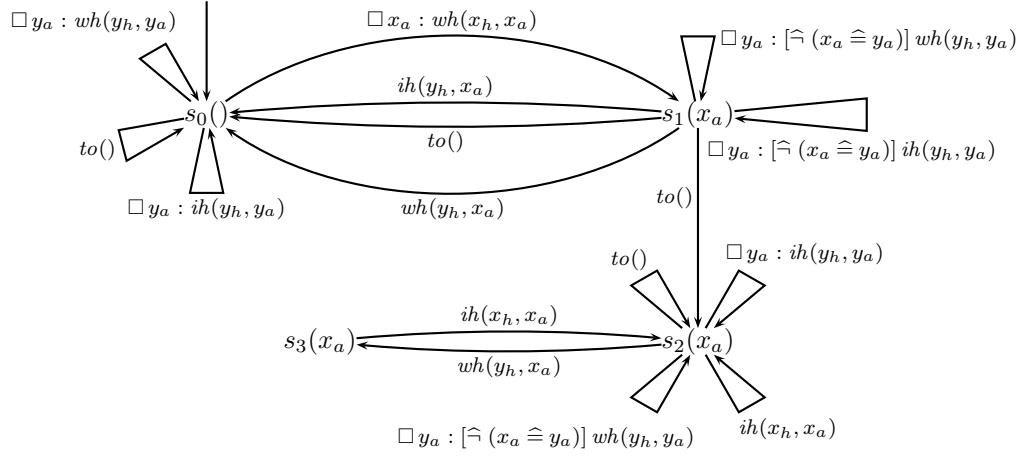 □ y_a : wh(y_h, y_a)
□ x_a : wh(x_h, x_a)
□ y_a : [¬̂ (x_a ≙ y_a)] wh(y_h, y_a)
ih(y_h, x_a)
s_0()
s_1(x_a)
to()
to()
□ y_a : [¬̂ (x_a ≙ y_a)] ih(y_h, y_a)
□ y_a : ih(y_h, y_a)
wh(y_h, x_a)
to()
to()
□ y_a : ih(y_h, y_a)
ih(x_h, x_a)
s_3(x_a)
s_2(x_a)
wh(y_h, x_a)
□ y_a : [¬̂ (x_a ≙ y_a)] wh(y_h, y_a)
ih(x_h, x_a)